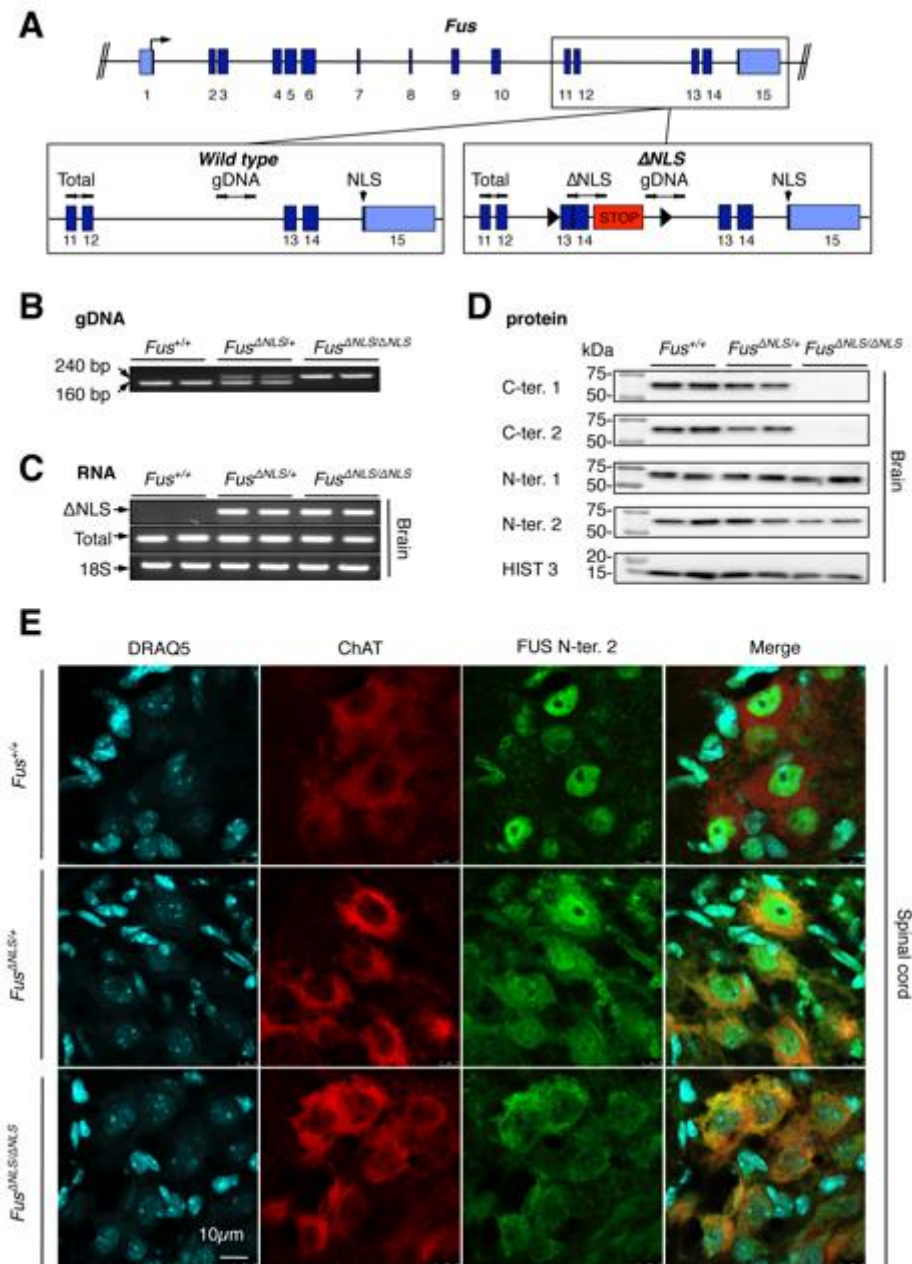 A
Fus
1 2 3 4 5 6 7 8 9 10 11 12 13 14 15
Wild type
Total gDNA NLS
11 12 13 14 15
ΔNLS
Total ΔNLS gDNA NLS
STOP
11 12 13 14 13 14 15
B gDNA
Fus+/+ FusΔNLS/+ FusΔNLS/ΔNLS
240 bp
160 bp
C RNA
Fus+/+ FusΔNLS/+ FusΔNLS/ΔNLS
ΔNLS
Total
18S
Brain
D protein
kDa Fus+/+ FusΔNLS/+ FusΔNLS/ΔNLS
C-ter. 1 75- 50-
C-ter. 2 75- 50-
N-ter. 1 75- 50-
N-ter. 2 75- 50-
HIST 3 20- 15-
Brain
E
DRAQ5 ChAT FUS N-ter. 2 Merge
Fus+/+
FusΔNLS/+
FusΔNLS/ΔNLS
10μm
Spinal cord